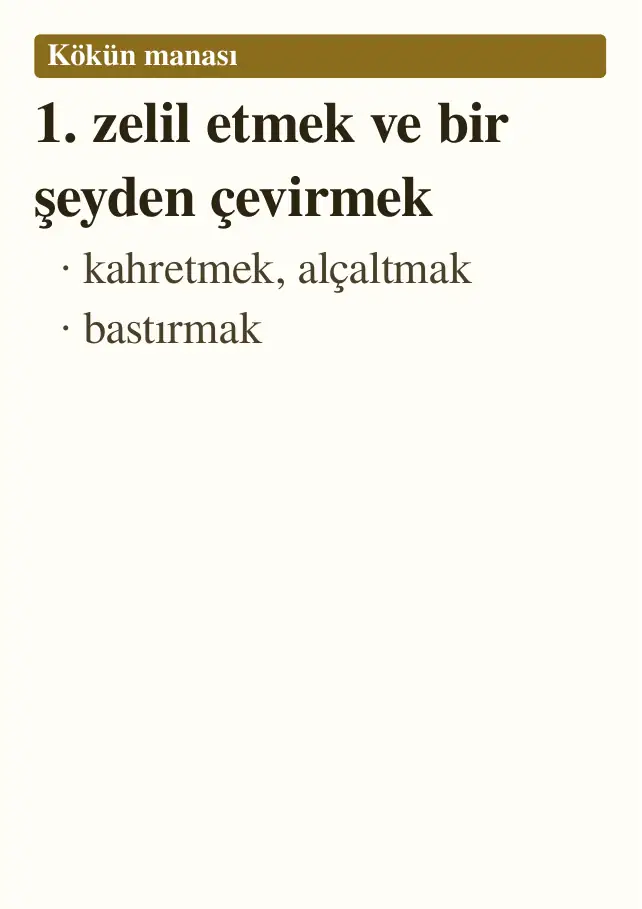 Kökün manası
1. zelil etmek ve bir
şeyden çevirmek
· kahretmek, alçaltmak
· bastırmak